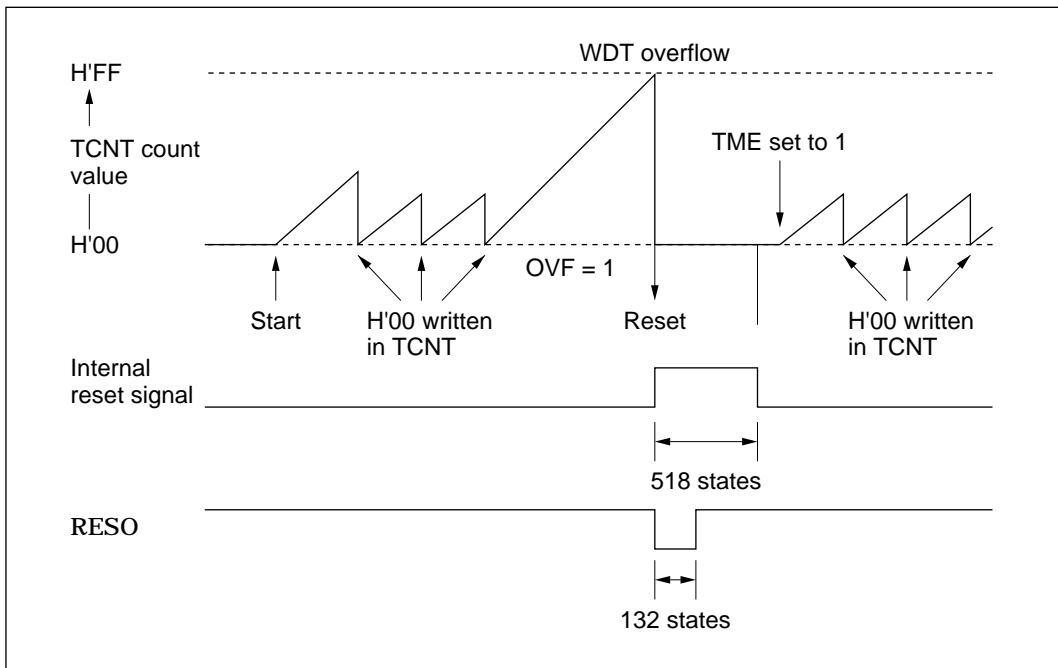 WDT overflow
H'FF
TME set to 1
TCNT count
value
H'00
OVF = 1
Start
H'00 written
in TCNT
Reset
H'00 written
in TCNT
Internal
reset signal
518 states
RESO
132 states